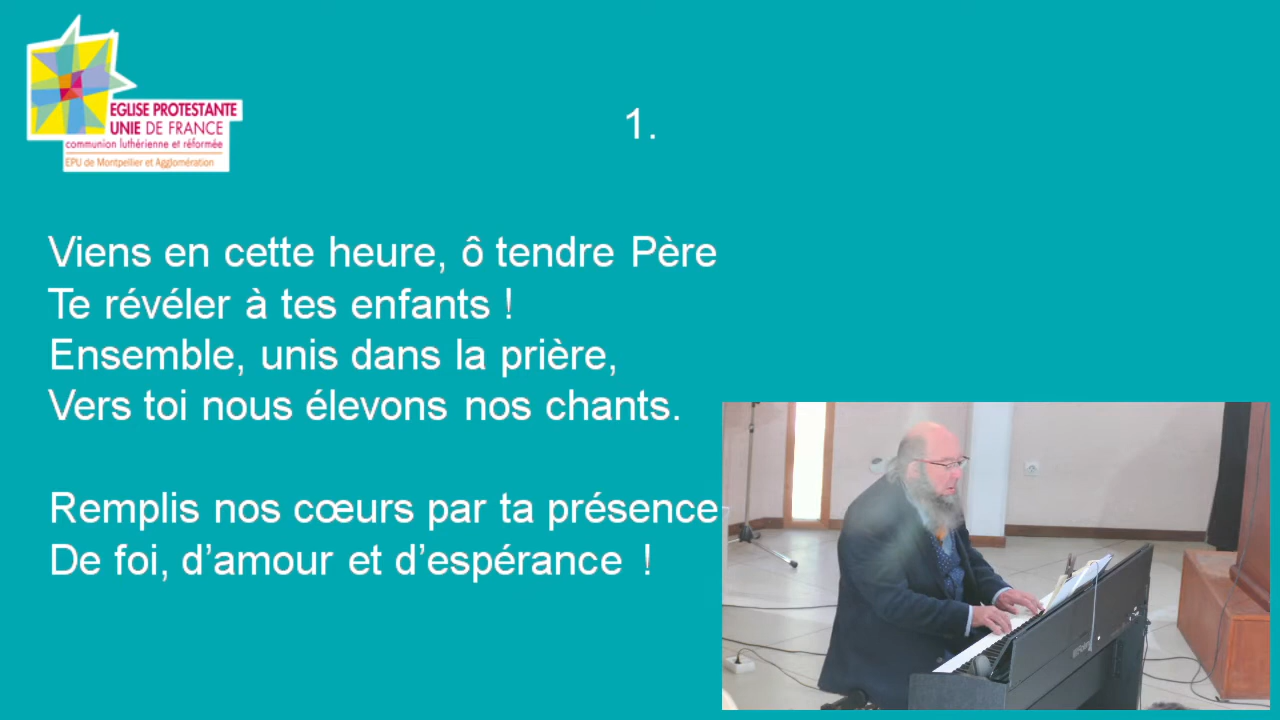 EGLISE PROTESTANTE
UNIE DE FRANCE
communion luthérienne et réformée
EPU de Montpellier et Agglomération
1.
Viens en cette heure, ô tendre Père
Te révéler à tes enfants !
Ensemble, unis dans la prière,
Vers toi nous élevons nos chants.
Remplis nos cœurs par ta présence
De foi, d’amour et d’espérance !